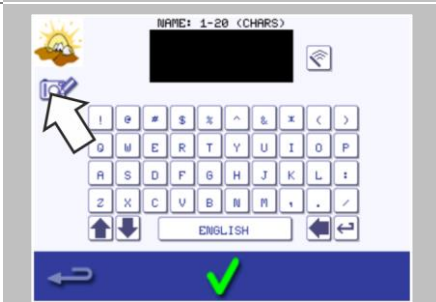 NAME: 1-20 (CHARS)
! @ # $ % ^ & * ( )
Q W E R T Y U I O P
A S D F G H J K L :
Z X C V B N M , . /
ENGLISH